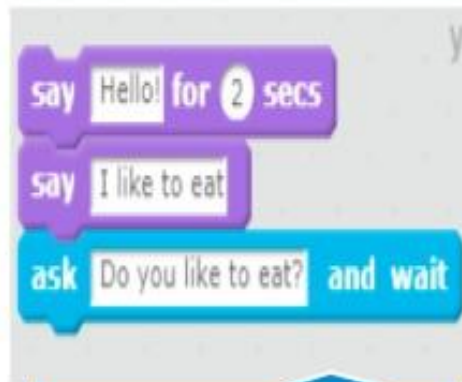 y
say Hello! for 2 secs
say I like to eat
ask Do you like to eat? and wait